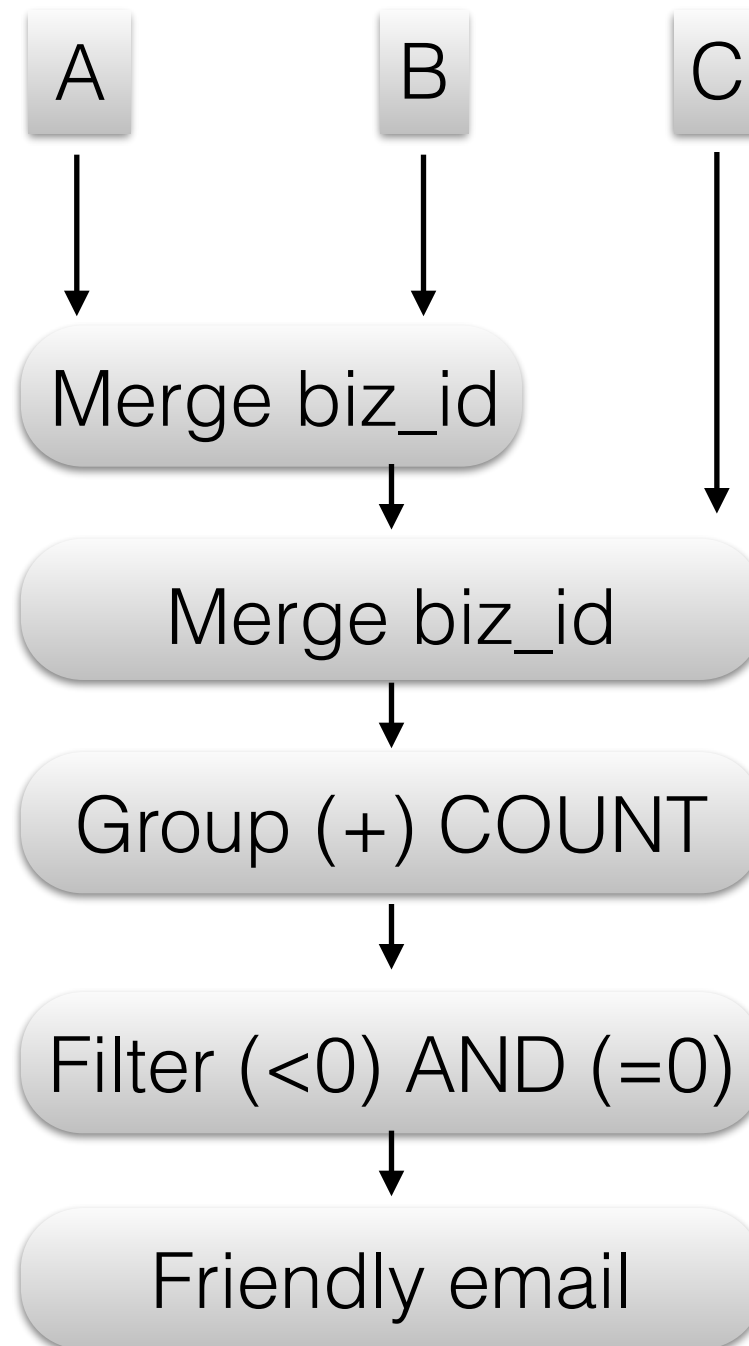 A
B
C
Merge biz_id
Merge biz_id
Group (+) COUNT
Filter (<0) AND (=0)
Friendly email